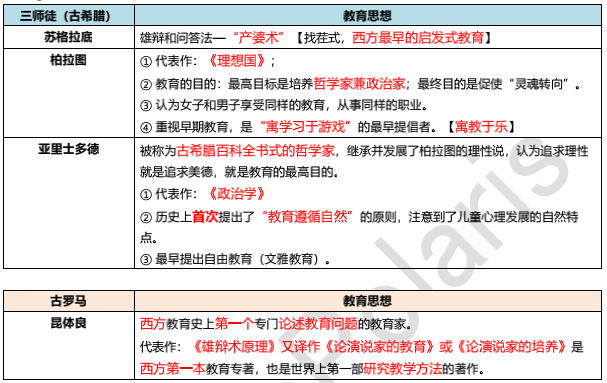 三师徒（古希腊） 教育思想
苏格拉底 雄辩和问答法—“产婆术”【找茬式，西方最早的启发式教育】
柏拉图 ① 代表作：《理想国》;
② 教育的目的：最高目标是培养哲学家兼政治家；最终目的是促使“灵魂转向”。
③ 认为女子和男子享受同样的教育，从事同样的职业。
④ 重视早期教育，是“寓学习于游戏”的最早提倡者。【寓教于乐】
亚里士多德 被称为古希腊百科全书式的哲学家，继承并发展了柏拉图的理性说，认为追求理性
就是追求美德，就是教育的最高目的。
① 代表作：《政治学》
② 历史上首次提出了“教育遵循自然”的原则，注意到了儿童心理发展的自然特
点。
③ 最早提出自由教育（文雅教育）。
古罗马 教育思想
昆体良 西方教育史上第一个专门论述教育问题的教育家。
代表作：《雄辩术原理》又译作《论演说家的教育》或《论演说家的培养》是
西方第一本教育专著，也是世界上第一部研究教学方法的著作。
Polaris